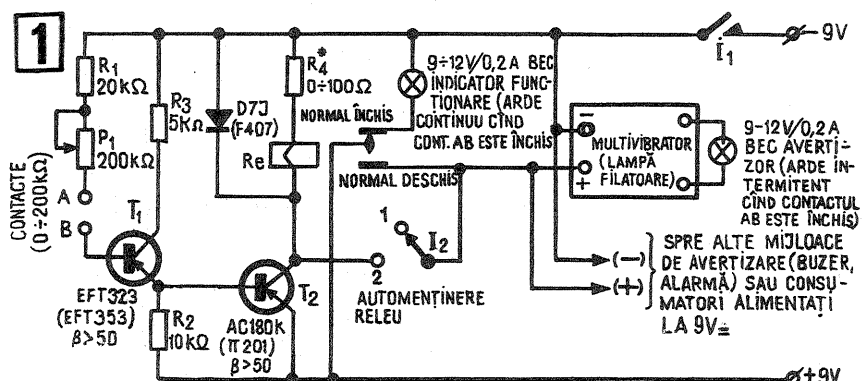 1
R1
20kΩ
P1
200kΩ
CONTACTE
(0÷200kΩ)
A
B
T1
EFT323
(EFT353)
β>50
R3
5kΩ
R2
10kΩ
D7J
(F407)
R4*
0÷100Ω
Re
T2
AC180K
(π201)
β>50
NORMAL ÎNCHIS
NORMAL DESCHIS
1
2
I2
AUTOMENȚINERE
RELEU
9÷12V/0,2 A BEC
INDICATOR FUNC-
ȚIONARE (ARDE
CONTINUU CÎND
CONT. AB ESTE ÎNCHIS)
I1
-9V
-
+
MULTIVIBRATOR
(LAMPĂ
FILATOARE)
9-12V/0,2 A
BEC AVERTI-
ZOR (ARDE IN-
TERMITENT
CÎND CONTACTUL
AB ESTE ÎNCHIS)
(-)
(+)
SPRE ALTE MIJLOACE
DE AVERTIZARE (BUZER,
ALARMĂ) SAU CONSU-
MATORI ALIMENTAȚI
LA 9V=
+9V